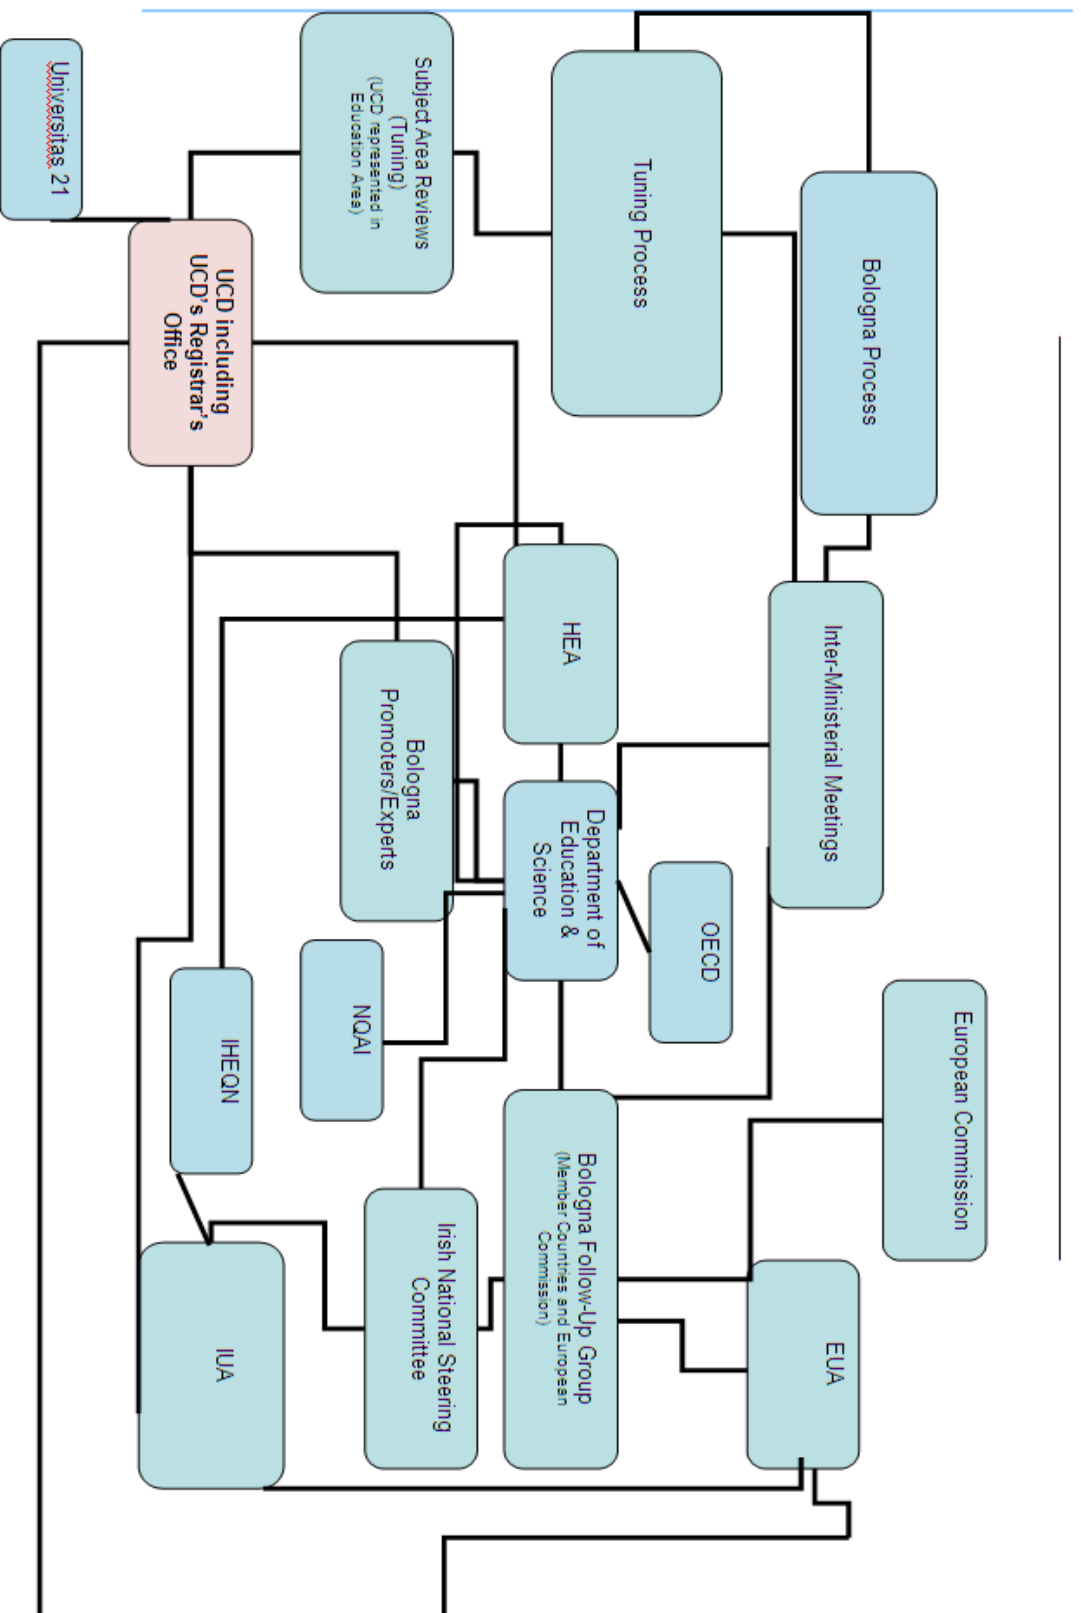 Bologna Process
Inter-Ministerial Meetings
European Commission
EUA
Tuning Process
OECD
HEA
Department of
Education &
Science
Bologna Follow-Up Group
(Member Countries and European
Commission)
Subject Area Reviews
(Tuning)
(UCD represented in
Education Area)
Bologna
Promoters/Experts
NQAI
Irish National Steering
Committee
UCD including
UCD's Registrar's
Office
IHEQN
IUA
Universitas 21